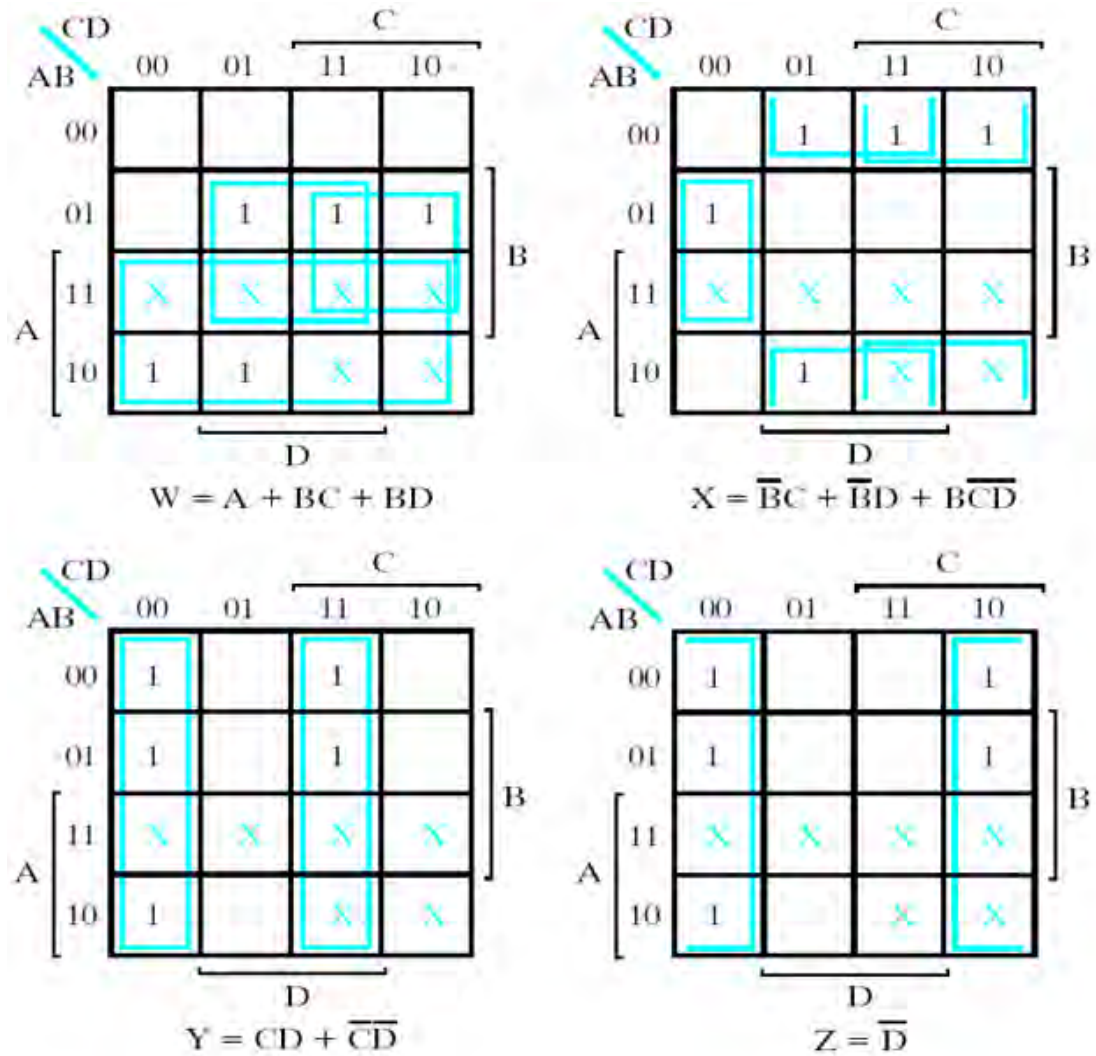 CD C
AB 00 01 11 10
00
01 1 1 1
B
11 X X X X
A
10 1 1 X X
D
W = A + BC + BD
CD C
AB 00 01 11 10
00 1 1 1
01 1
B
11 X X X X
A
10 1 X X
D
X = B̅C + B̅D + BC̅D̅
CD C
AB 00 01 11 10
00 1 1
01 1 1
B
11 X X X X
A
10 1 X X
D
Y = CD + C̅D̅
CD C
AB 00 01 11 10
00 1 1
01 1 1
B
11 X X X X
A
10 1 X X
D
Z = D̅